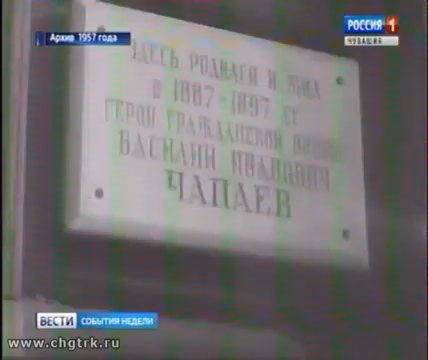 Архив 1957 года
РОССИЯ 1
ЧУВАШИЯ
ЗДЕСЬ РОДИЛСЯ И ЖИЛ
В 1887-1897 гг
ГЕРОЙ ГРАЖДАНСКОЙ ВОЙНЫ
ВАСИЛИЙ ИВАНОВИЧ
ЧАПАЕВ
ВЕСТИ СОБЫТИЯ НЕДЕЛИ
www.chgtrk.ru